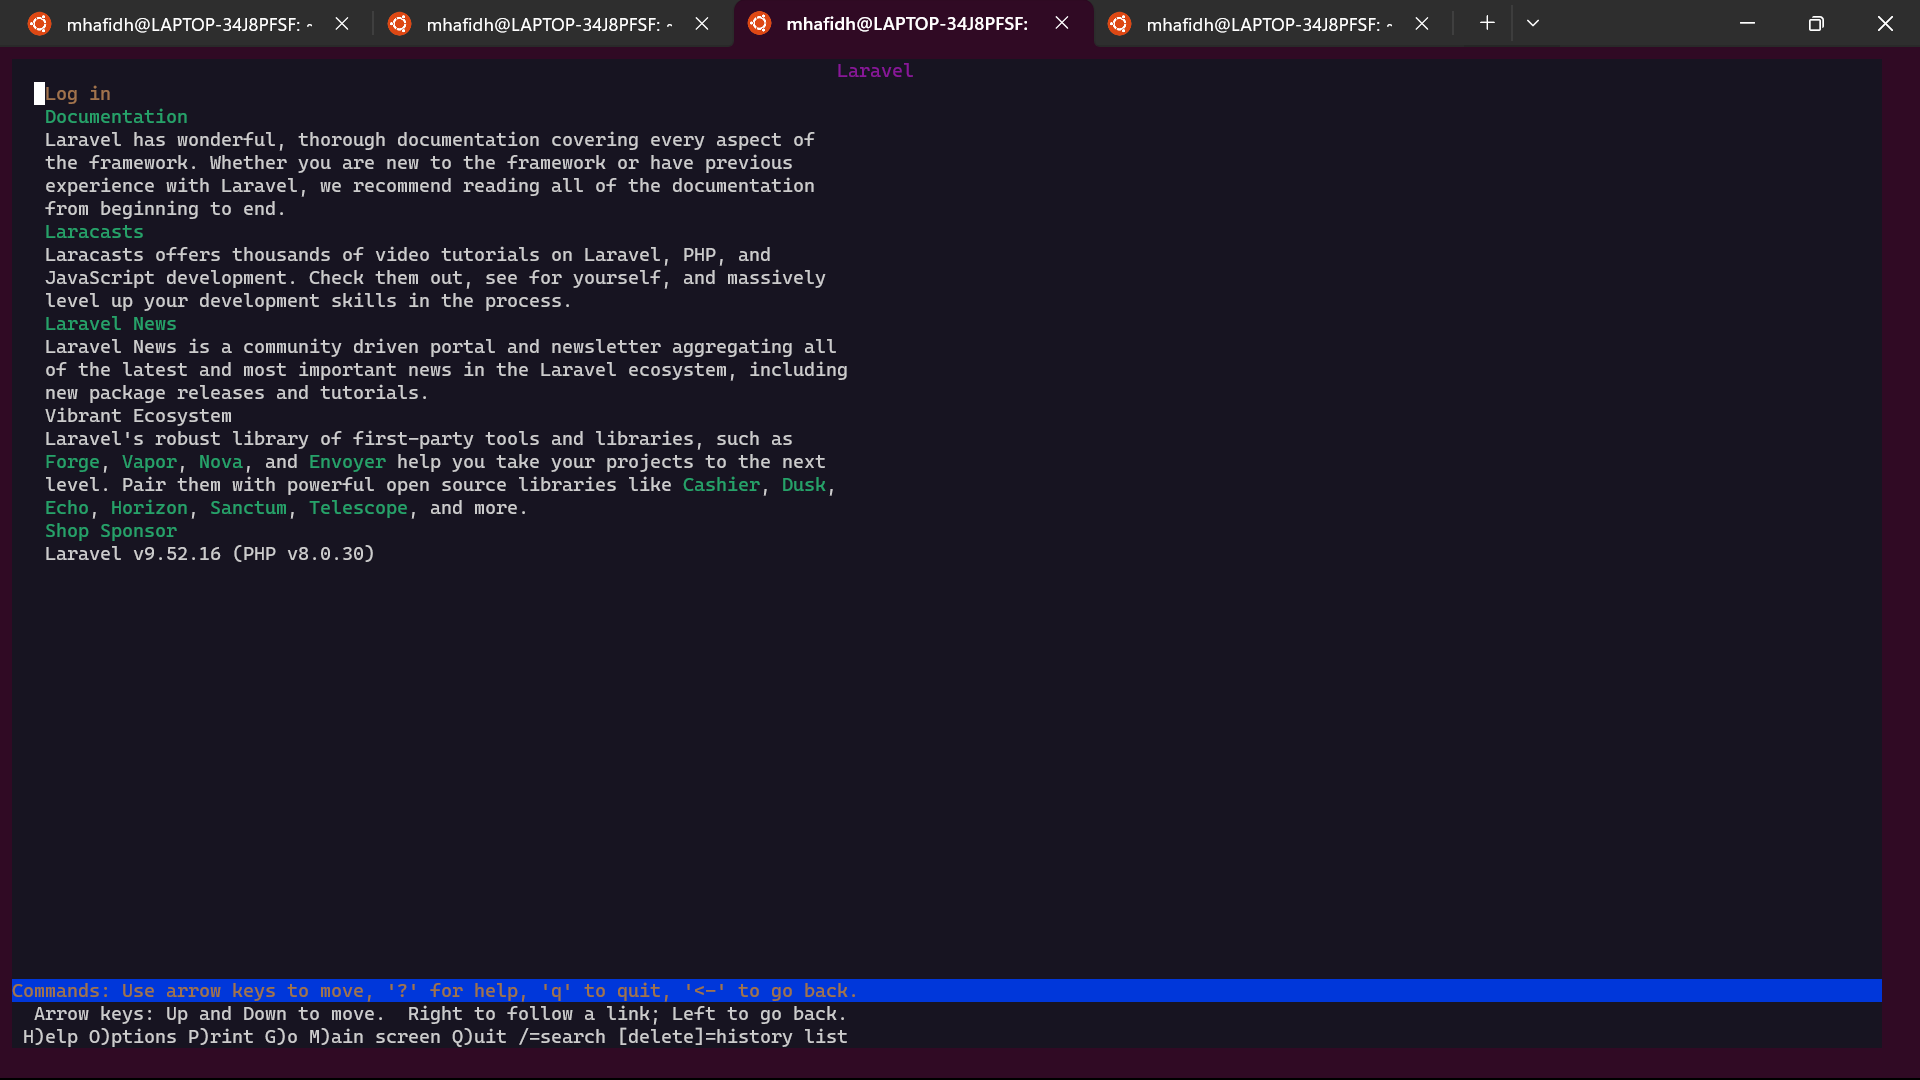 mhafidh@LAPTOP-34J8PFSF: ~ mhafidh@LAPTOP-34J8PFSF: ~ mhafidh@LAPTOP-34J8PFSF: mhafidh@LAPTOP-34J8PFSF: ~
Laravel
Log in
Documentation
Laravel has wonderful, thorough documentation covering every aspect of
the framework. Whether you are new to the framework or have previous
experience with Laravel, we recommend reading all of the documentation
from beginning to end.
Laracasts
Laracasts offers thousands of video tutorials on Laravel, PHP, and
JavaScript development. Check them out, see for yourself, and massively
level up your development skills in the process.
Laravel News
Laravel News is a community driven portal and newsletter aggregating all
of the latest and most important news in the Laravel ecosystem, including
new package releases and tutorials.
Vibrant Ecosystem
Laravel's robust library of first-party tools and libraries, such as
Forge, Vapor, Nova, and Envoyer help you take your projects to the next
level. Pair them with powerful open source libraries like Cashier, Dusk,
Echo, Horizon, Sanctum, Telescope, and more.
Shop Sponsor
Laravel v9.52.16 (PHP v8.0.30)
Commands: Use arrow keys to move, '?' for help, 'q' to quit, '<-' to go back.
Arrow keys: Up and Down to move.  Right to follow a link; Left to go back.
H)elp O)ptions P)rint G)o M)ain screen Q)uit /=search [delete]=history list